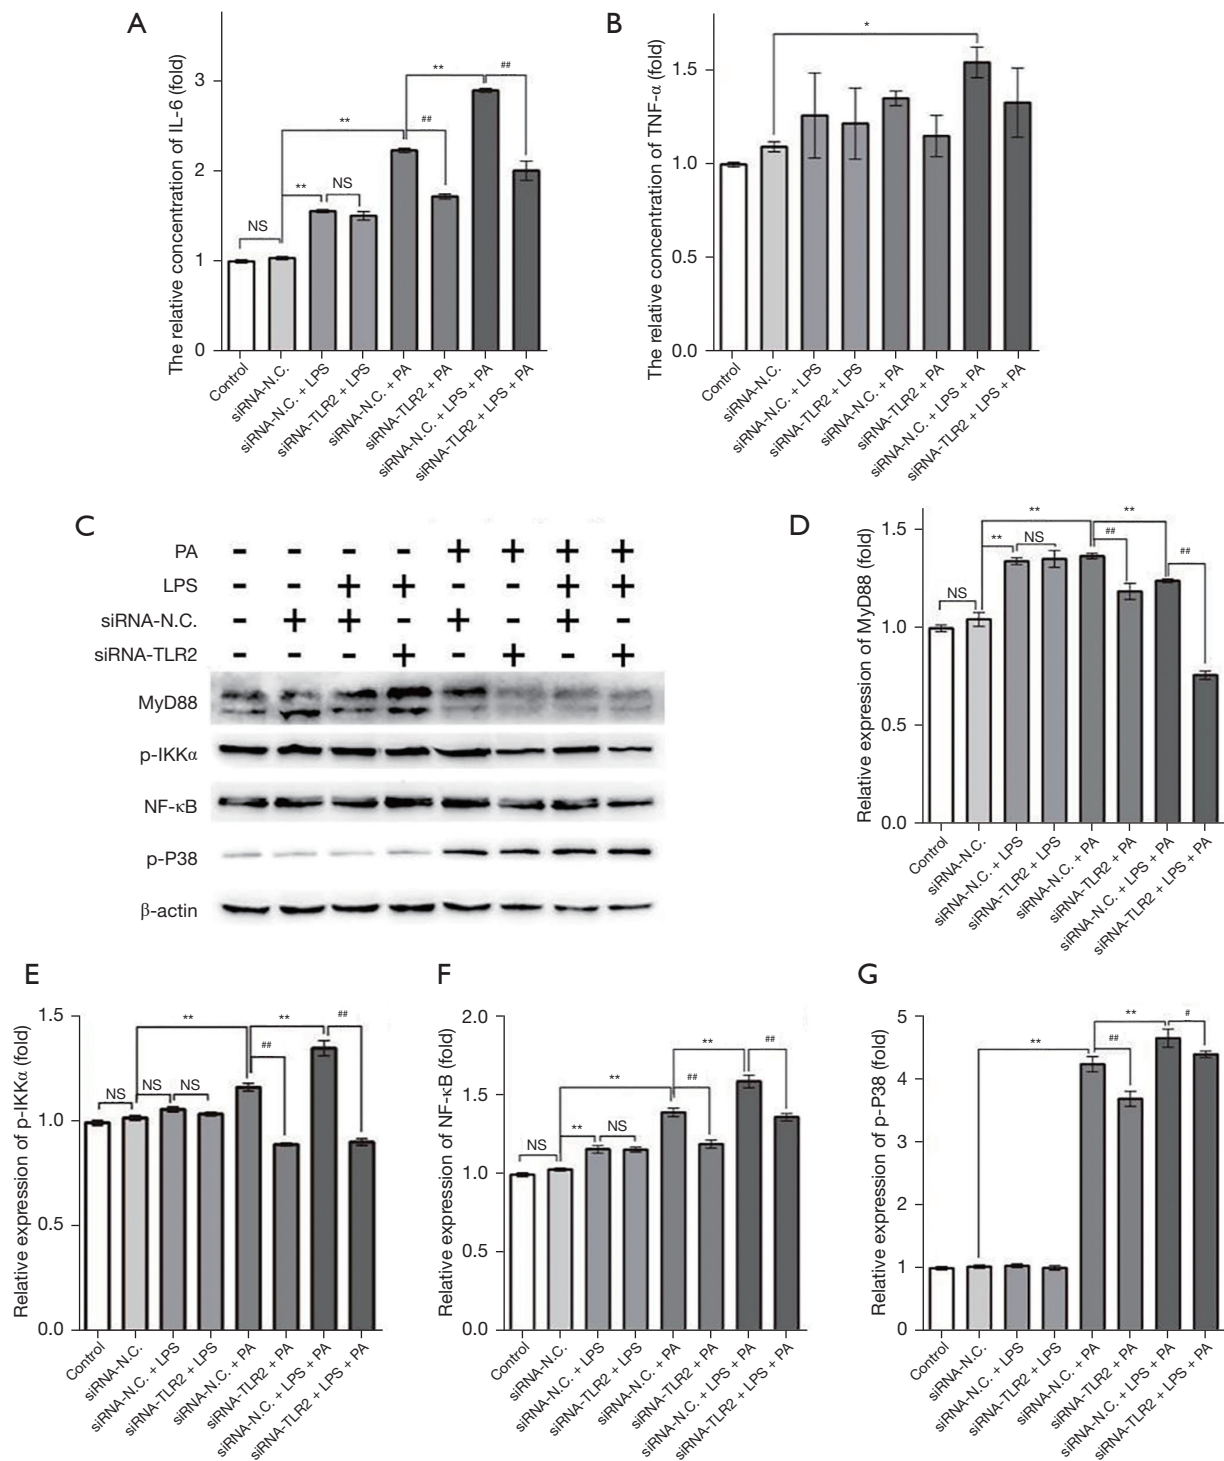 A
The relative concentration of IL-6 (fold)
3
2
1
0
NS
**
NS
**
##
**
##
Control
siRNA-N.C.
siRNA-N.C. + LPS
siRNA-TLR2 + LPS
siRNA-N.C. + PA
siRNA-TLR2 + PA
siRNA-N.C. + LPS + PA
siRNA-TLR2 + LPS + PA
B
The relative concentration of TNF-α (fold)
1.5
1.0
0.5
0.0
*
Control
siRNA-N.C.
siRNA-N.C. + LPS
siRNA-TLR2 + LPS
siRNA-N.C. + PA
siRNA-TLR2 + PA
siRNA-N.C. + LPS + PA
siRNA-TLR2 + LPS + PA
C
PA - - - - + + + +
LPS - - + + - - + +
siRNA-N.C. - + + - + - + -
siRNA-TLR2 - - - + - + - +
MyD88
p-IKKα
NF-κB
p-P38
β-actin
D
Relative expression of MyD88 (fold)
1.5
1.0
0.5
0.0
NS
**
NS
**
##
**
##
Control
siRNA-N.C.
siRNA-N.C. + LPS
siRNA-TLR2 + LPS
siRNA-N.C. + PA
siRNA-TLR2 + PA
siRNA-N.C. + LPS + PA
siRNA-TLR2 + LPS + PA
E
Relative expression of p-IKKα (fold)
1.5
1.0
0.5
0.0
NS
NS
NS
**
##
**
##
Control
siRNA-N.C.
siRNA-N.C. + LPS
siRNA-TLR2 + LPS
siRNA-N.C. + PA
siRNA-TLR2 + PA
siRNA-N.C. + LPS + PA
siRNA-TLR2 + LPS + PA
F
Relative expression of NF-κB (fold)
2.0
1.5
1.0
0.5
0.0
NS
**
NS
**
##
**
##
Control
siRNA-N.C.
siRNA-N.C. + LPS
siRNA-TLR2 + LPS
siRNA-N.C. + PA
siRNA-TLR2 + PA
siRNA-N.C. + LPS + PA
siRNA-TLR2 + LPS + PA
G
Relative expression of p-P38 (fold)
5
4
3
2
1
0
**
##
**
#
Control
siRNA-N.C.
siRNA-N.C. + LPS
siRNA-TLR2 + LPS
siRNA-N.C. + PA
siRNA-TLR2 + PA
siRNA-N.C. + LPS + PA
siRNA-TLR2 + LPS + PA